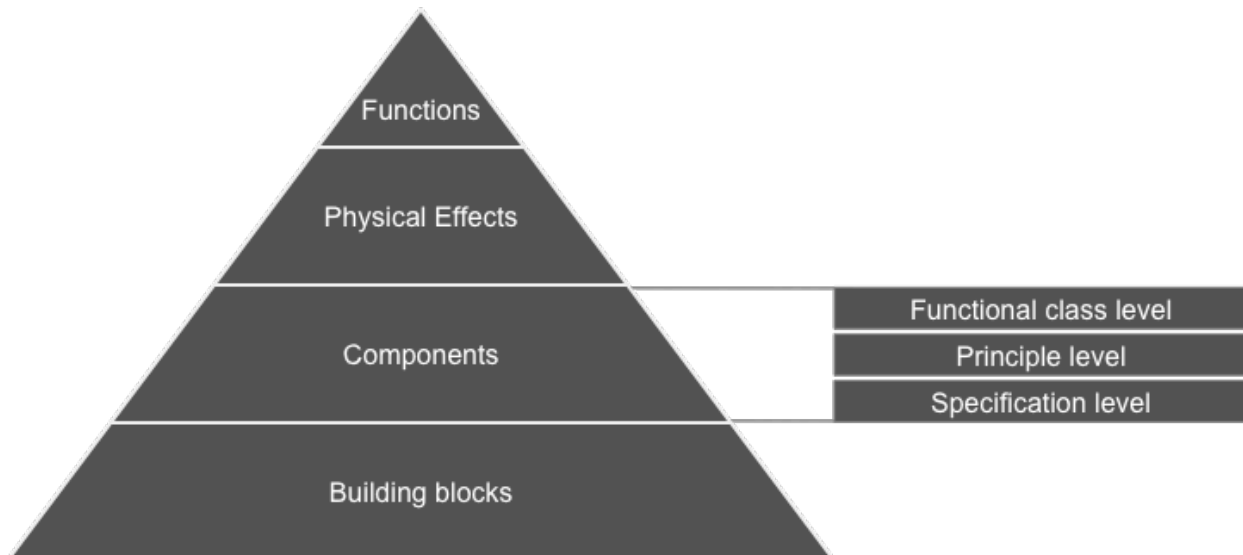 Functions
Physical Effects
Components
Functional class level
Principle level
Specification level
Building blocks